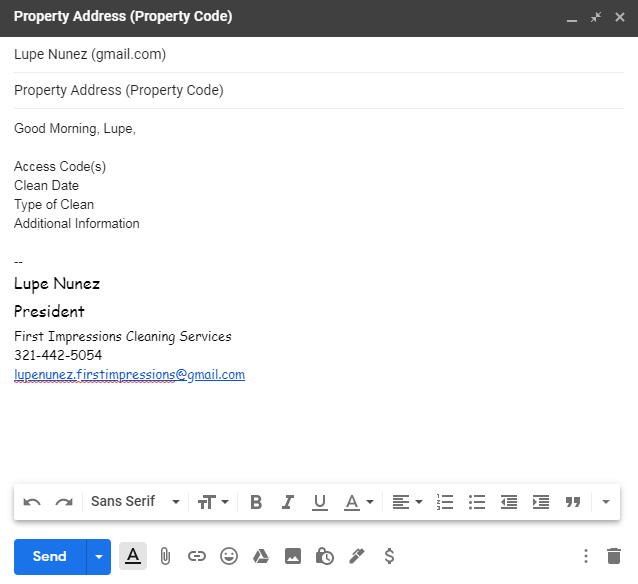 Property Address (Property Code)
Lupe Nunez (gmail.com)
Property Address (Property Code)
Good Morning, Lupe,
Access Code(s)
Clean Date
Type of Clean
Additional Information
--
Lupe Nunez
President
First Impressions Cleaning Services
321-442-5054
lupenunez.firstimpressions@gmail.com
Sans Serif
Send